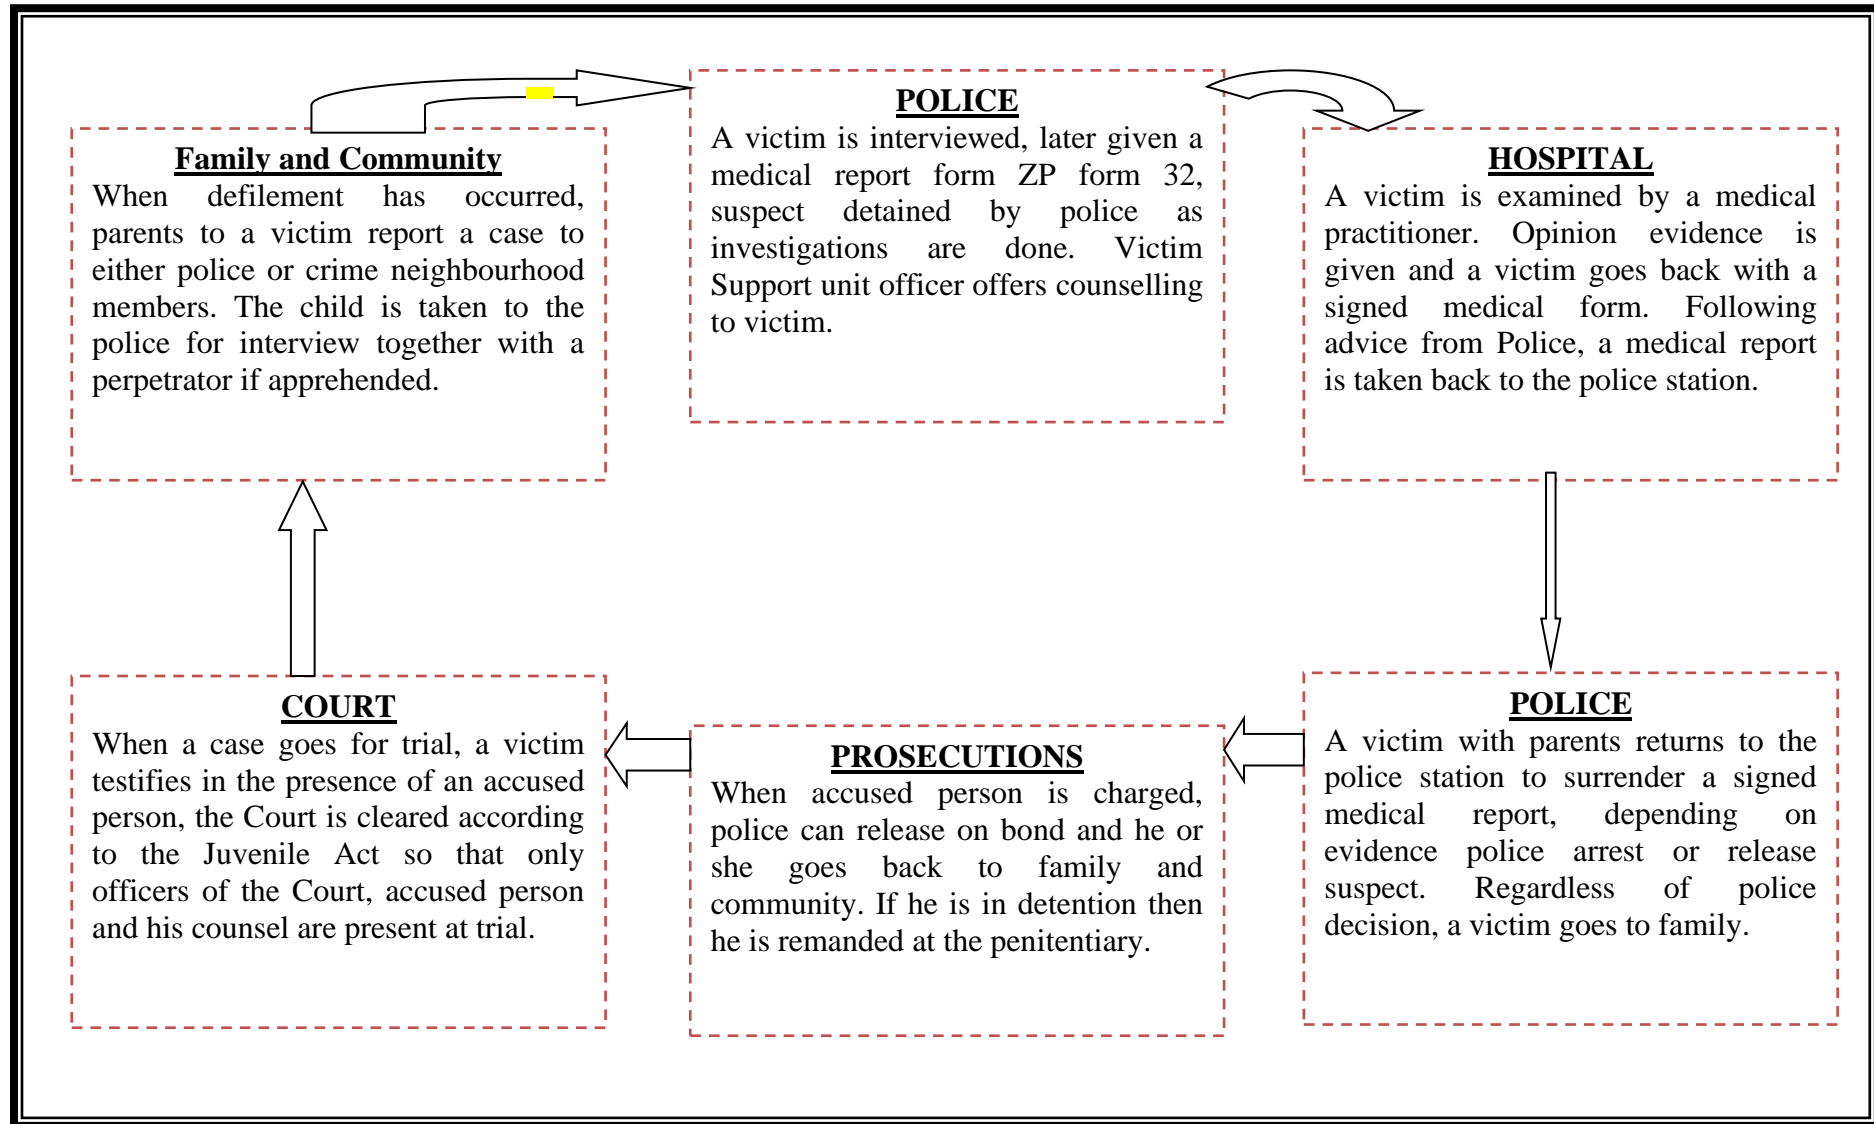 Family and Community
When defilement has occurred,
parents to a victim report a case to
either police or crime neighbourhood
members. The child is taken to the
police for interview together with a
perpetrator if apprehended.
POLICE
A victim is interviewed, later given a
medical report form ZP form 32,
suspect detained by police as
investigations are done. Victim
Support unit officer offers counselling
to victim.
HOSPITAL
A victim is examined by a medical
practitioner. Opinion evidence is
given and a victim goes back with a
signed medical form. Following
advice from Police, a medical report
is taken back to the police station.
POLICE
A victim with parents returns to the
police station to surrender a signed
medical report, depending on
evidence police arrest or release
suspect. Regardless of police
decision, a victim goes to family.
PROSECUTIONS
When accused person is charged,
police can release on bond and he or
she goes back to family and
community. If he is in detention then
he is remanded at the penitentiary.
COURT
When a case goes for trial, a victim
testifies in the presence of an accused
person, the Court is cleared according
to the Juvenile Act so that only
officers of the Court, accused person
and his counsel are present at trial.